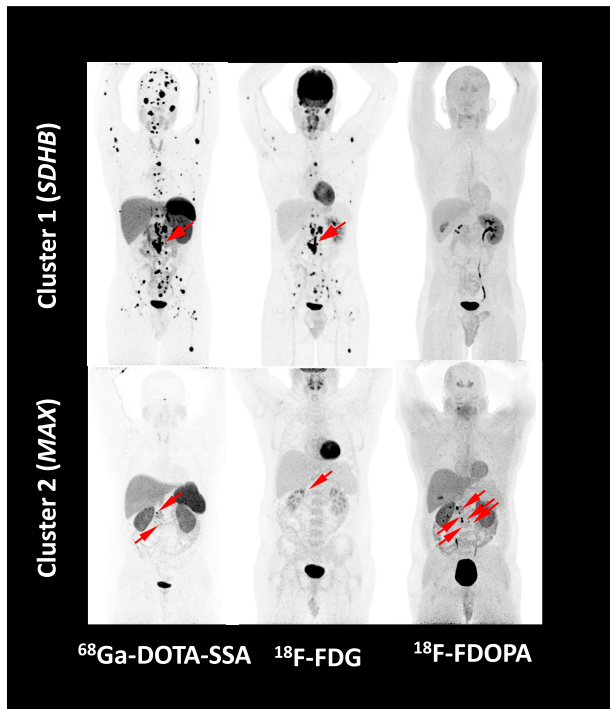 Cluster 1 (SDHB)
Cluster 2 (MAX)
⁶⁸Ga-DOTA-SSA
¹⁸F-FDG
¹⁸F-FDOPA